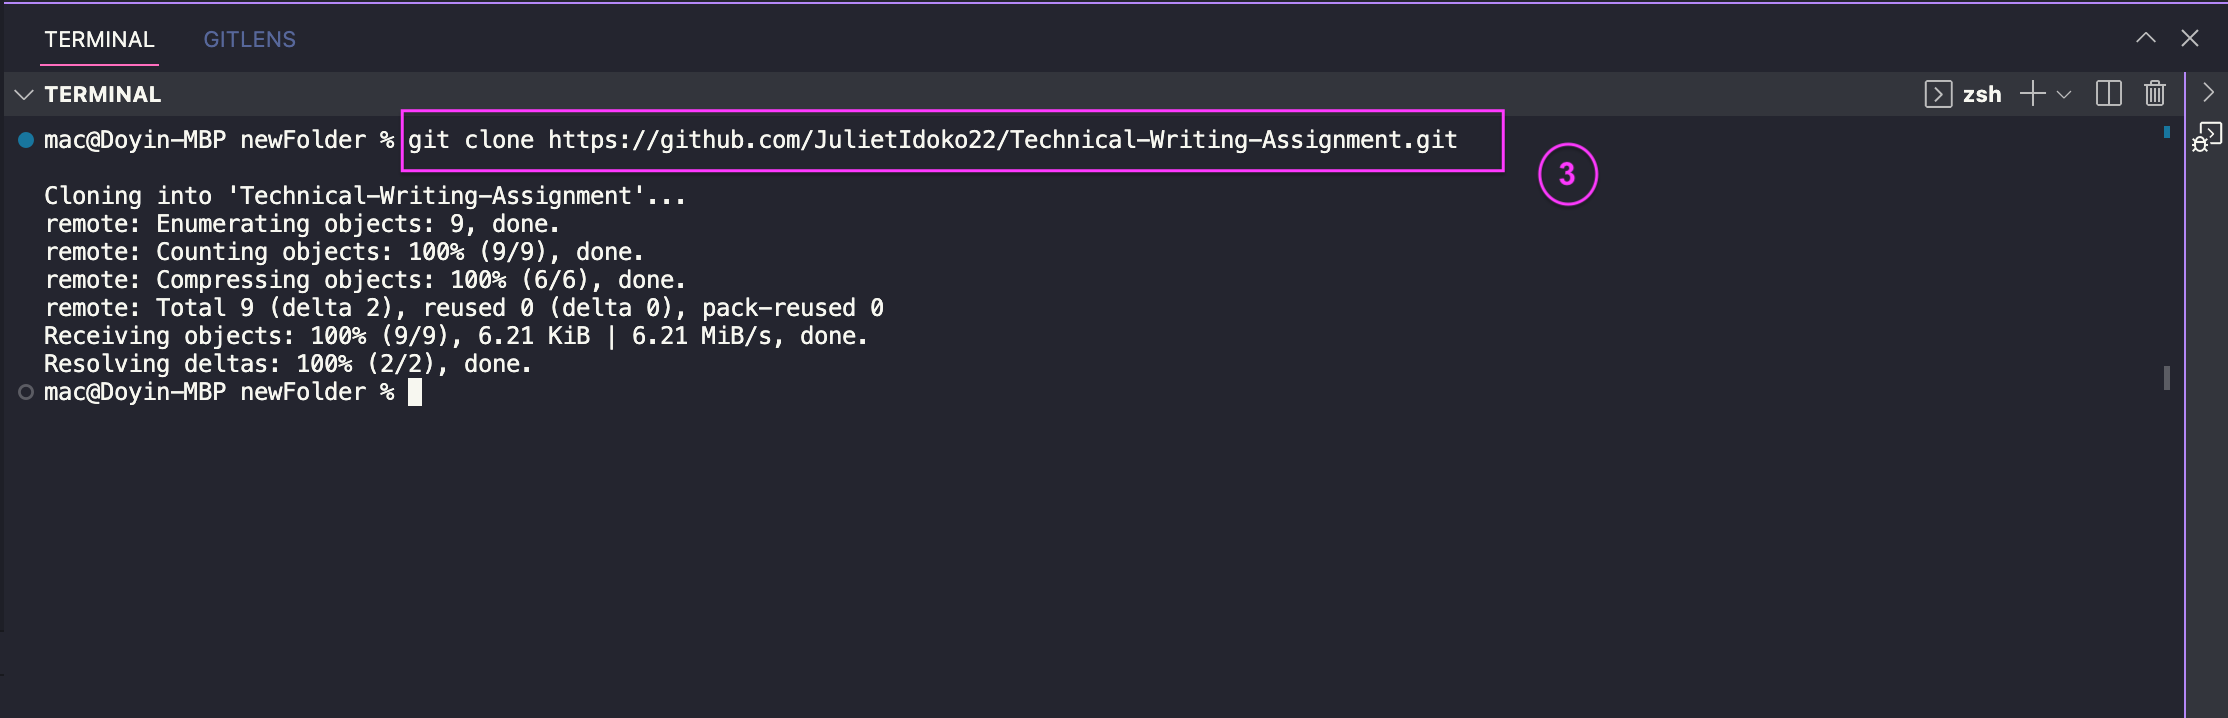 TERMINAL GITLENS
TERMINAL zsh
mac@Doyin-MBP newFolder % git clone https://github.com/JulietIdoko22/Technical-Writing-Assignment.git
3
Cloning into 'Technical-Writing-Assignment'...
remote: Enumerating objects: 9, done.
remote: Counting objects: 100% (9/9), done.
remote: Compressing objects: 100% (6/6), done.
remote: Total 9 (delta 2), reused 0 (delta 0), pack-reused 0
Receiving objects: 100% (9/9), 6.21 KiB | 6.21 MiB/s, done.
Resolving deltas: 100% (2/2), done.
mac@Doyin-MBP newFolder %